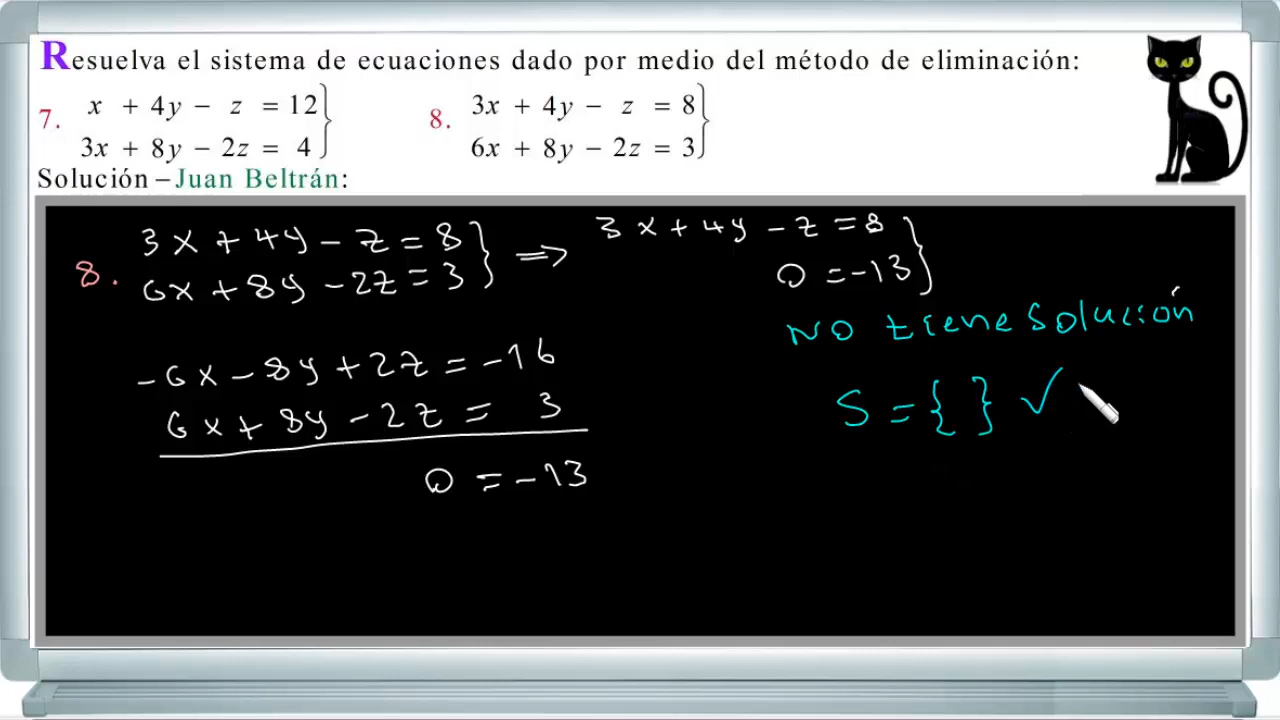 Resuelva el sistema de ecuaciones dado por medio del método de eliminación:
7. x + 4y − z = 12}
3x + 8y − 2z = 4
8. 3x + 4y − z = 8}
6x + 8y − 2z = 3
Solución – Juan Beltrán:
8. 3x + 4y − z = 8}
6x + 8y − 2z = 3
⇒ 3x + 4y − z = 8}
0 = −13
No tiene solución
S = { } ✓
−6x − 8y + 2z = −16
6x + 8y − 2z = 3
0 = −13